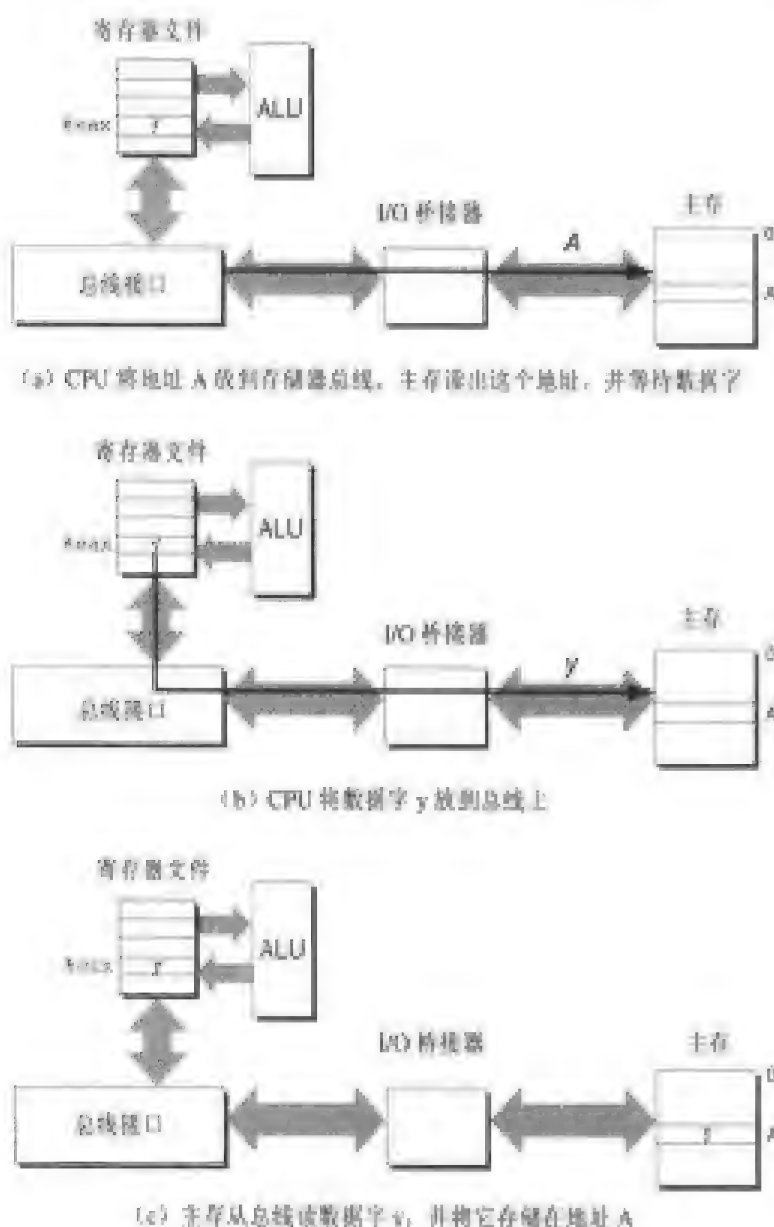 寄存器文件
ALU
%eax
y
I/O 桥接器
主存
A
0
A
总线接口
(a) CPU 将地址 A 放到存储器总线。主存读出这个地址，并等待数据字
寄存器文件
ALU
%eax
y
I/O 桥接器
主存
y
0
A
总线接口
(b) CPU 将数据字 y 放到总线上
寄存器文件
ALU
%eax
y
I/O 桥接器
主存
0
y
A
总线接口
(c) 主存从总线读数据字 y，并将它存储在地址 A